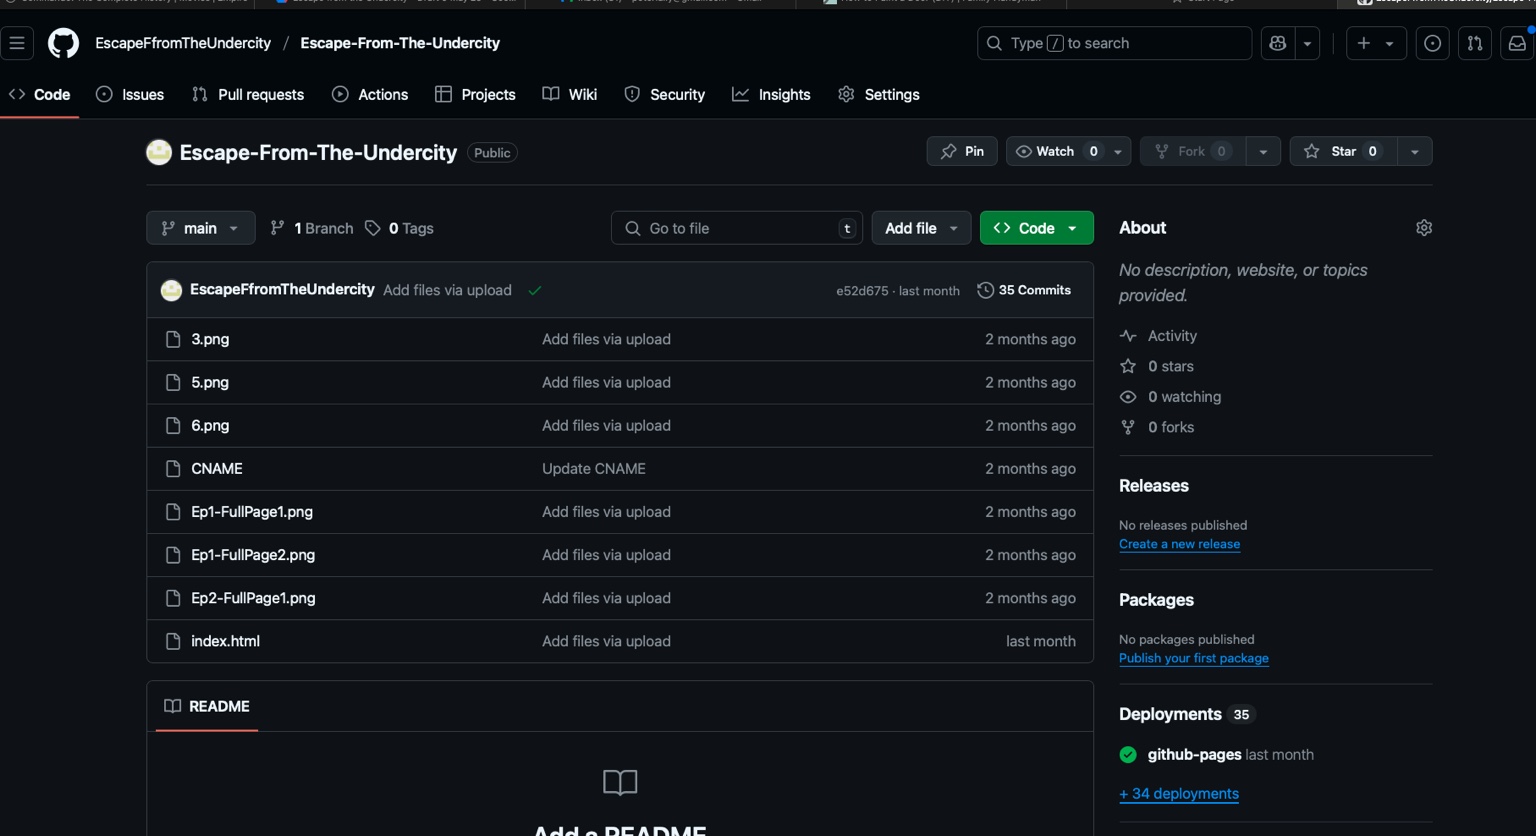 EscapeFfromTheUndercity / Escape-From-The-Undercity
Type / to search
Code
Issues
Pull requests
Actions
Projects
Wiki
Security
Insights
Settings
Escape-From-The-Undercity
Public
Pin
Watch 0
Fork 0
Star 0
main
1 Branch
0 Tags
Go to file
t
Add file
Code
EscapeFfromTheUndercity Add files via upload
e52d675 · last month
35 Commits
3.png Add files via upload 2 months ago
5.png Add files via upload 2 months ago
6.png Add files via upload 2 months ago
CNAME Update CNAME 2 months ago
Ep1-FullPage1.png Add files via upload 2 months ago
Ep1-FullPage2.png Add files via upload 2 months ago
Ep2-FullPage1.png Add files via upload 2 months ago
index.html Add files via upload last month
README
Add a README
About
No description, website, or topics
provided.
Activity
0 stars
0 watching
0 forks
Releases
No releases published
Create a new release
Packages
No packages published
Publish your first package
Deployments 35
github-pages last month
+ 34 deployments